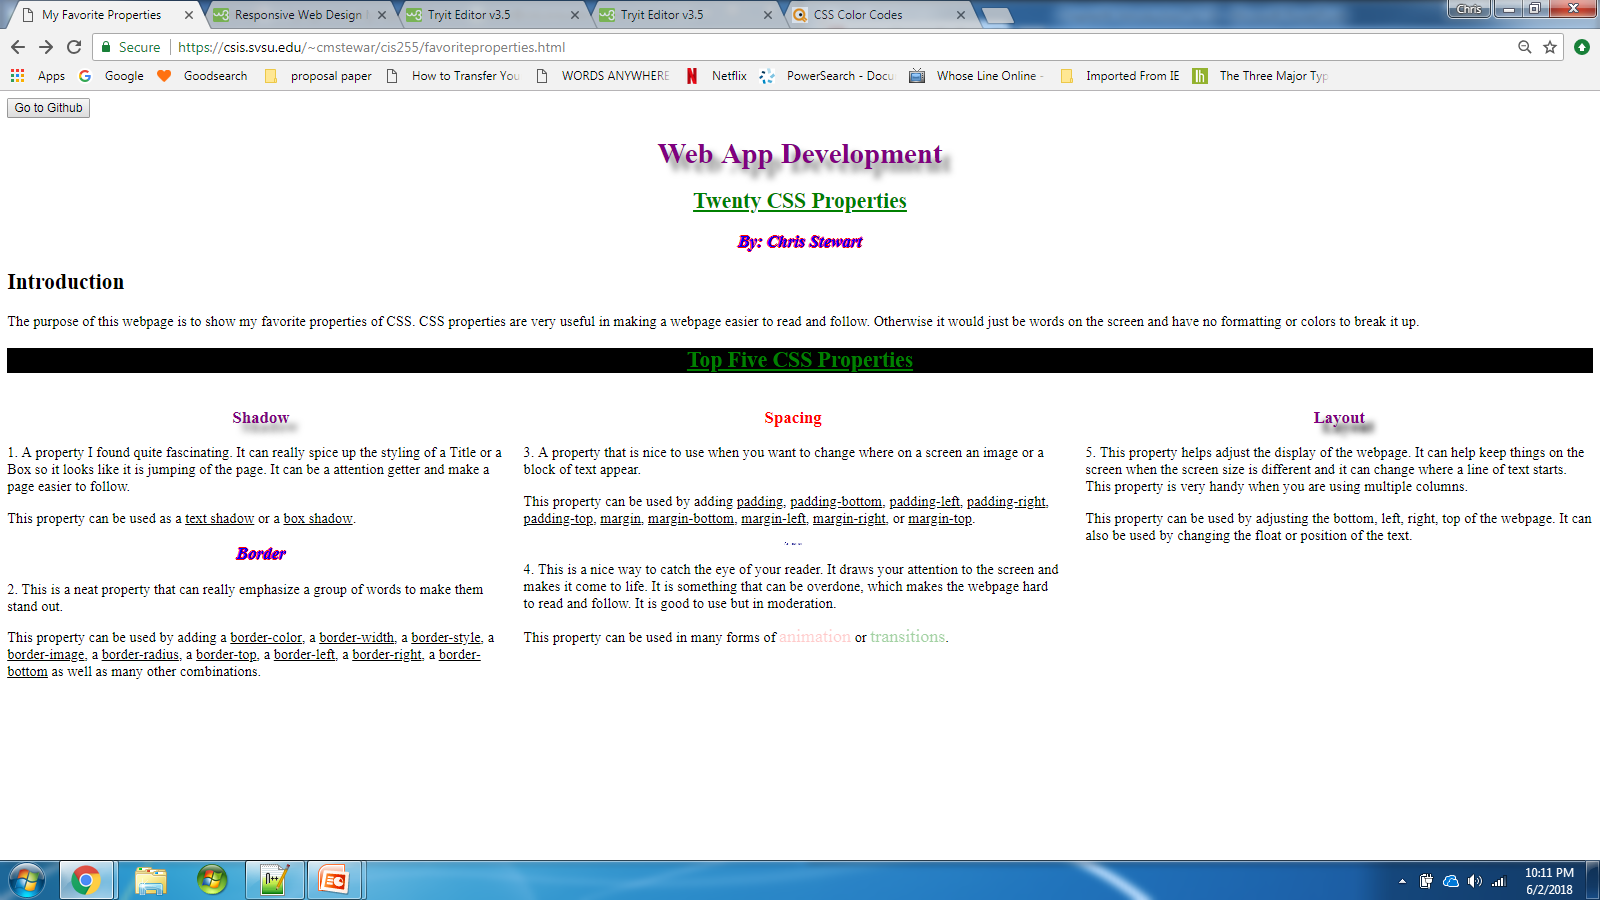 My Favorite Properties
Responsive Web Design
Tryit Editor v3.5
Tryit Editor v3.5
CSS Color Codes
Chris
Secure
https://csis.svsu.edu/~cmstewar/cis255/favoriteproperties.html
Apps
Google
Goodsearch
proposal paper
How to Transfer You
WORDS ANYWHERE
Netflix
PowerSearch - Docu
Whose Line Online -
Imported From IE
The Three Major Typ
Go to Github
Web App Development
Twenty CSS Properties
By: Chris Stewart
Introduction
The purpose of this webpage is to show my favorite properties of CSS. CSS properties are very useful in making a webpage easier to read and follow. Otherwise it would just be words on the screen and have no formatting or colors to break it up.
Top Five CSS Properties
Shadow
1. A property I found quite fascinating. It can really spice up the styling of a Title or a
Box so it looks like it is jumping of the page. It can be a attention getter and make a
page easier to follow.
This property can be used as a text shadow or a box shadow.
Border
2. This is a neat property that can really emphasize a group of words to make them
stand out.
This property can be used by adding a border-color, a border-width, a border-style, a
border-image, a border-radius, a border-top, a border-left, a border-right, a border-
bottom as well as many other combinations.
Spacing
3. A property that is nice to use when you want to change where on a screen an image or a
block of text appear.
This property can be used by adding padding, padding-bottom, padding-left, padding-right,
padding-top, margin, margin-bottom, margin-left, margin-right, or margin-top.
4. This is a nice way to catch the eye of your reader. It draws your attention to the screen and
makes it come to life. It is something that can be overdone, which makes the webpage hard
to read and follow. It is good to use but in moderation.
This property can be used in many forms of animation or transitions.
Layout
5. This property helps adjust the display of the webpage. It can help keep things on the
screen when the screen size is different and it can change where a line of text starts.
This property is very handy when you are using multiple columns.
This property can be used by adjusting the bottom, left, right, top of the webpage. It can
also be used by changing the float or position of the text.
10:11 PM
6/2/2018